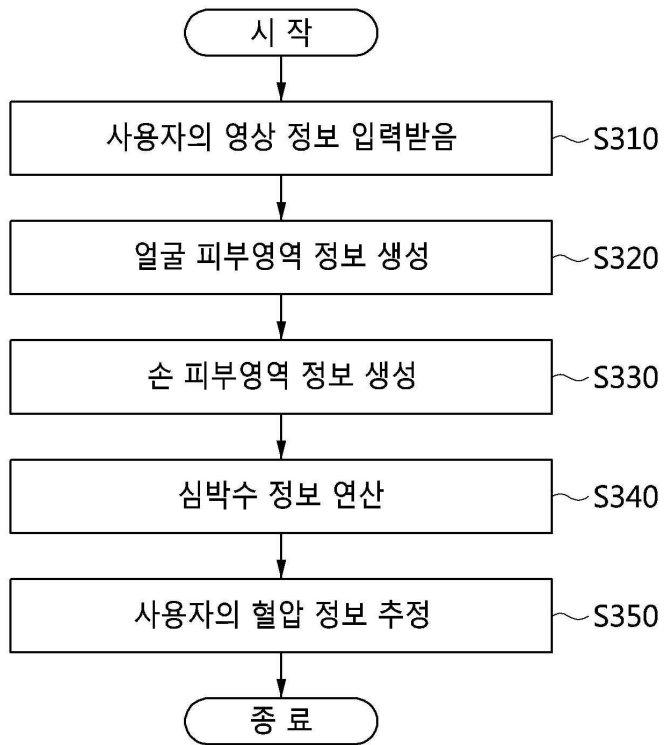 시 작
사용자의 영상 정보 입력받음 S310
얼굴 피부영역 정보 생성 S320
손 피부영역 정보 생성 S330
심박수 정보 연산 S340
사용자의 혈압 정보 추정 S350
종 료